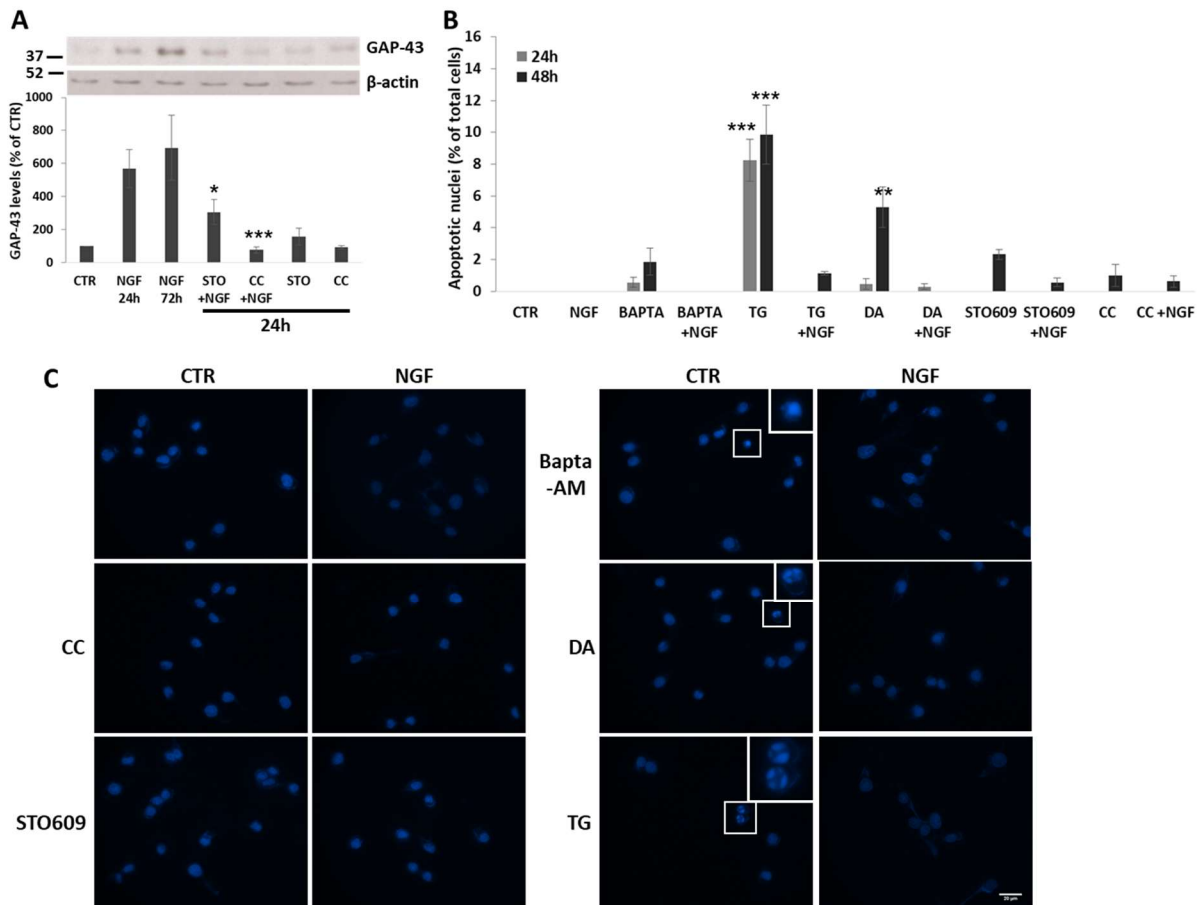 A
GAP-43
37
52
β-actin
GAP-43 levels (% of CTR)
1000
800
600
400
200
0
*
***
CTR
NGF
24h
NGF
72h
STO
+NGF
CC
+NGF
STO
CC
24h
B
Apoptotic nuclei (% of total cells)
16
14
12
10
8
6
4
2
0
24h
48h
***
***
**
CTR
NGF
BAPTA
BAPTA
+NGF
TG
TG
+NGF
DA
DA
+NGF
STO609
STO609
+NGF
CC
CC +NGF
C
CTR
NGF
CTR
NGF
Bapta
-AM
CC
DA
STO609
TG
20 µm